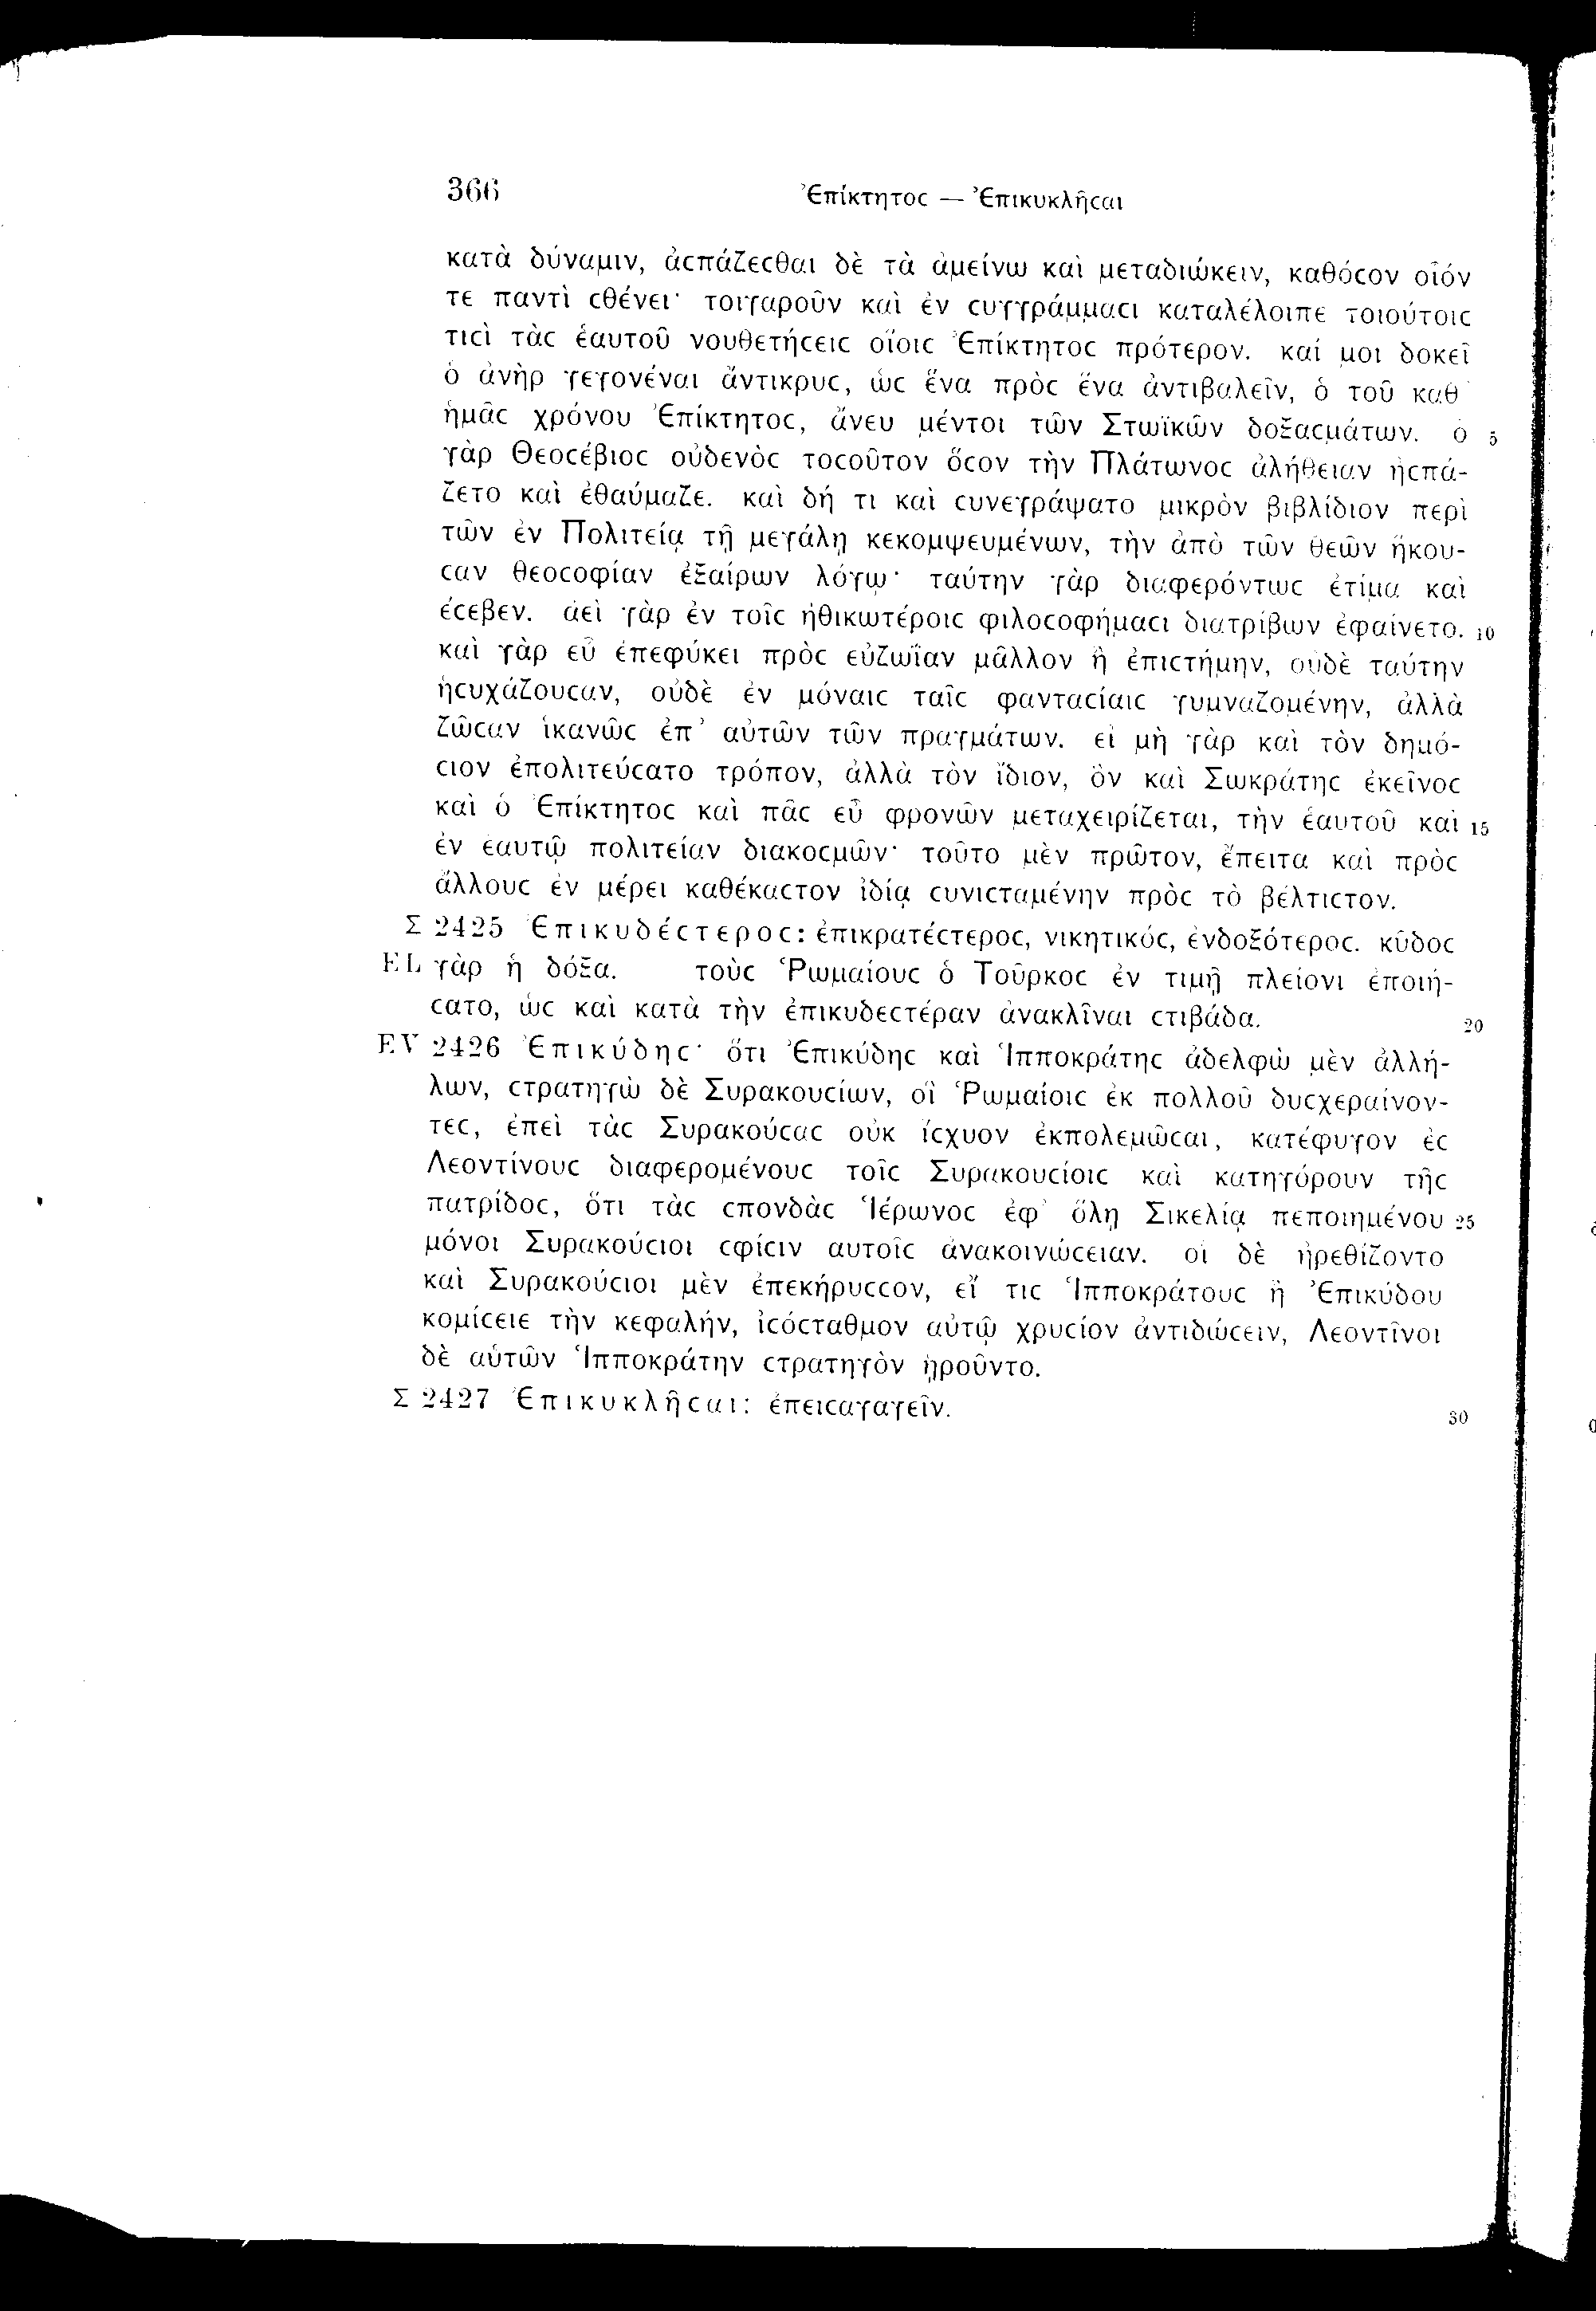 366 Ἐπίκτητοϲ — Ἐπικυκλῆϲαι
κατὰ δύναμιν, ἀϲπάζεϲθαι δὲ τὰ ἀμείνω καὶ μεταδιώκειν, καθόϲον οἷόν
τε παντὶ ϲθένει· τοιγαροῦν καὶ ἐν ϲυγγράμμαϲι καταλέλοιπε τοιούτοιϲ
τιϲὶ τὰϲ ἑαυτοῦ νουθετήϲειϲ οἵοιϲ Ἐπίκτητοϲ πρότερον. καί μοι δοκεῖ
ὁ ἀνὴρ γεγονέναι ἄντικρυϲ, ὡϲ ἕνα πρὸϲ ἕνα ἀντιβαλεῖν, ὁ τοῦ καθ'
ἡμᾶϲ χρόνου Ἐπίκτητοϲ, ἄνευ μέντοι τῶν Στωϊκῶν δοξαϲμάτων. ὁ 5
γὰρ Θεοϲέβιοϲ οὐδενὸϲ τοϲοῦτον ὅϲον τὴν Πλάτωνοϲ ἀλήθειαν ἠϲπά-
ζετο καὶ ἐθαύμαζε. καὶ δή τι καὶ ϲυνεγράψατο μικρὸν βιβλίδιον περὶ
τῶν ἐν Πολιτείᾳ τῇ μεγάλῃ κεκομψευμένων, τὴν ἀπὸ τῶν θεῶν ἥκου-
ϲαν θεοϲοφίαν ἐξαίρων λόγῳ· ταύτην γὰρ διαφερόντωϲ ἐτίμα καὶ
ἔϲεβεν. ἀεὶ γὰρ ἐν τοῖϲ ἠθικωτέροιϲ φιλοϲοφήμαϲι διατρίβων ἐφαίνετο. 10
καὶ γὰρ εὖ ἐπεφύκει πρὸϲ εὐζωΐαν μᾶλλον ἢ ἐπιϲτήμην, οὐδὲ ταύτην
ἡϲυχάζουϲαν, οὐδὲ ἐν μόναιϲ ταῖϲ φανταϲίαιϲ γυμναζομένην, ἀλλὰ
ζῶϲαν ἱκανῶϲ ἐπ' αὐτῶν τῶν πραγμάτων. εἰ μὴ γὰρ καὶ τὸν δημό-
ϲιον ἐπολιτεύϲατο τρόπον, ἀλλὰ τὸν ἴδιον, ὃν καὶ Σωκράτηϲ ἐκεῖνοϲ
καὶ ὁ Ἐπίκτητοϲ καὶ πᾶϲ εὖ φρονῶν μεταχειρίζεται, τὴν ἑαυτοῦ καὶ 15
ἐν ἑαυτῷ πολιτείαν διακοϲμῶν· τοῦτο μὲν πρῶτον, ἔπειτα καὶ πρὸϲ
ἄλλουϲ ἐν μέρει καθέκαϲτον ἰδίᾳ ϲυνιϲταμένην πρὸϲ τὸ βέλτιϲτον.
Σ 2425 Ἐπικυδέϲτεροϲ: ἐπικρατέϲτεροϲ, νικητικόϲ, ἐνδοξότεροϲ. κῦδοϲ
EL γὰρ ἡ δόξα. τοὺϲ Ῥωμαίουϲ ὁ Τοῦρκοϲ ἐν τιμῇ πλείονι ἐποιή-
ϲατο, ὡϲ καὶ κατὰ τὴν ἐπικυδεϲτέραν ἀνακλῖναι ϲτιβάδα. 20
EV 2426 Ἐπικύδηϲ· ὅτι Ἐπικύδηϲ καὶ Ἱπποκράτηϲ ἀδελφὼ μὲν ἀλλή-
λων, ϲτρατηγὼ δὲ Συρακουϲίων, οἳ Ῥωμαίοιϲ ἐκ πολλοῦ δυϲχεραίνον-
τεϲ, ἐπεὶ τὰϲ Συρακούϲαϲ οὐκ ἴϲχυον ἐκπολεμῶϲαι, κατέφυγον ἐϲ
Λεοντίνουϲ διαφερομένουϲ τοῖϲ Συρακουϲίοιϲ καὶ κατηγόρουν τῆϲ
πατρίδοϲ, ὅτι τὰϲ ϲπονδὰϲ Ἱέρωνοϲ ἐφ' ὅλῃ Σικελίᾳ πεποιημένου 25
μόνοι Συρακούϲιοι ϲφίϲιν αὐτοῖϲ ἀνακοινώϲειαν. οἱ δὲ ἠρεθίζοντο
καὶ Συρακούϲιοι μὲν ἐπεκήρυϲϲον, εἴ τιϲ Ἱπποκράτουϲ ἢ Ἐπικύδου
κομίϲειε τὴν κεφαλήν, ἰϲόϲταθμον αὐτῷ χρυϲίον ἀντιδώϲειν, Λεοντῖνοι
δὲ αὑτῶν Ἱπποκράτην ϲτρατηγὸν ᾑροῦντο.
Σ 2427 Ἐπικυκλῆϲαι: ἐπειϲαγαγεῖν. 30